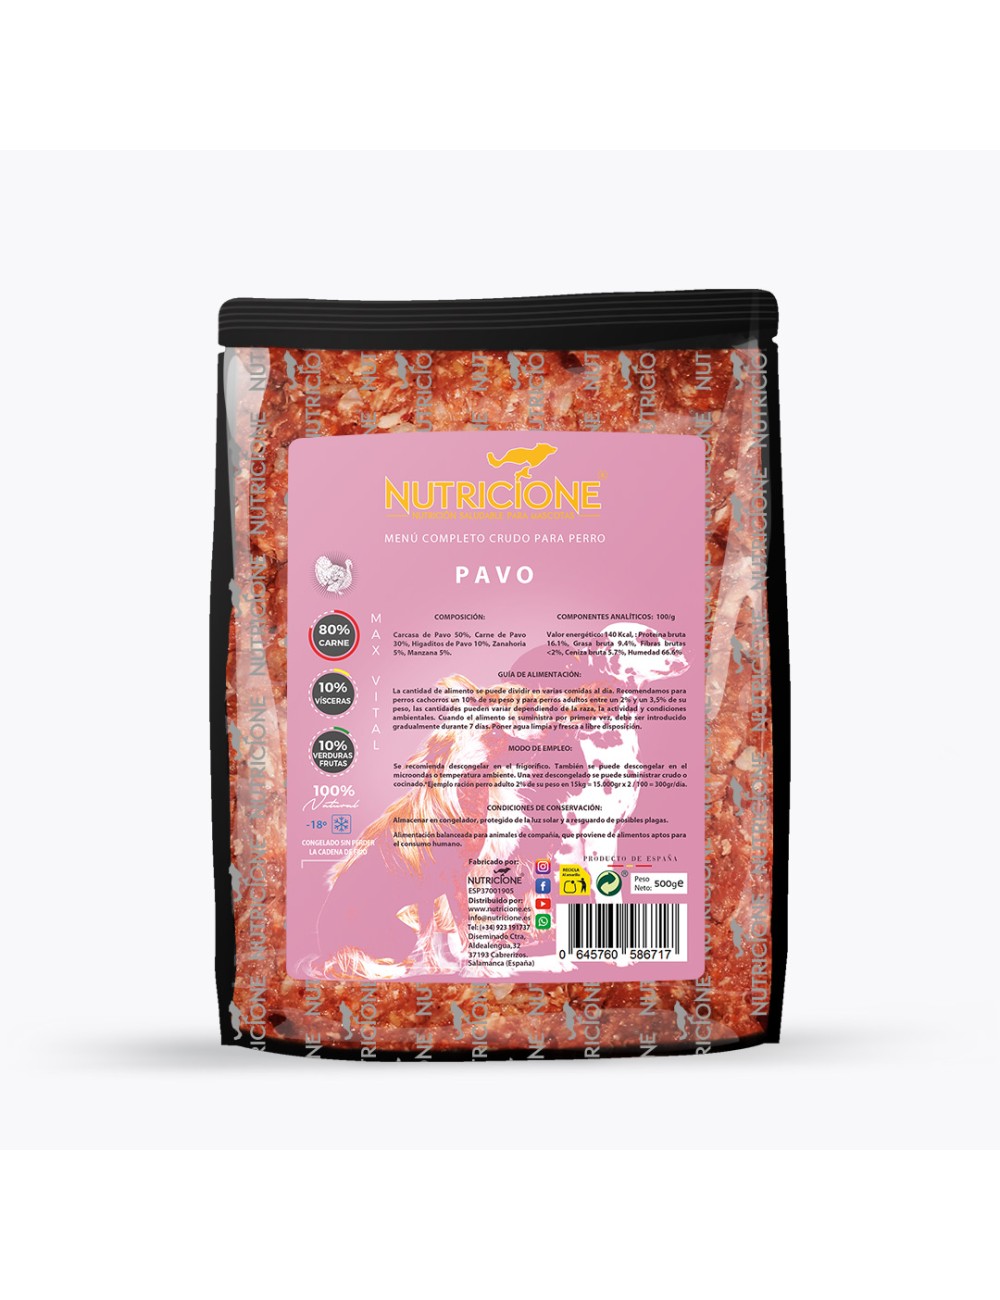 NUTRICIONE®
NUTRICIÓN SALUDABLE PARA TU MASCOTA
MENÚ COMPLETO CRUDO PARA PERRO
PAVO
80%
CARNE
10%
VÍSCERAS
10%
VERDURAS
FRUTAS
100%
Natural
-18º
CONGELADO SIN PERDER
LA CADENA DE FRIO
MAX VITAL
COMPOSICIÓN:
Carcasa de Pavo 50%, Carne de Pavo
30%, Higaditos de Pavo 10%, Zanahoria
5%, Manzana 5%.
COMPONENTES ANALÍTICOS: 100/g
Valor energético: 140 Kcal, : Proteina bruta
16.1%, Grasa bruta 9.4%, Fibras brutas
<2%, Ceniza bruta 5.7%, Humedad 66.6%
GUÍA DE ALIMENTACIÓN:
La cantidad de alimento se puede dividir en varias comidas al día. Recomendamos para
perros cachorros un 10% de su peso y para perros adultos entre un 2% y un 3,5% de su
peso, las cantidades pueden variar dependiendo de la raza, la actividad y condiciones
ambientales. Cuando el alimento se suministra por primera vez, debe ser introducido
gradualmente durante 7 días. Poner agua limpia y fresca a libre disposición.
MODO DE EMPLEO:
Se recomienda descongelar en el frigorifico. También se puede descongelar en el
microondas o temperatura ambiente. Una vez descongelado se puede suministrar crudo o
cocinado.*Ejemplo ración perro adulto 2% de su peso en 15kg = 15.000gr x 2 / 100 = 300gr/día.
CONDICIONES DE CONSERVACIÓN:
Almacenar en congelador, protegido de la luz solar y a resguardo de posibles plagas.
Alimentación balanceada para animales de compañía, que proviene de alimentos aptos para
el consumo humano.
Fabricado por:
NUTRICIONE
ESP37001905
Distribuido por:
www.nutricione.es
info@nutricione.es
Tel: (+34) 923 191737
Diseminado Ctra,
Aldealengua,32
37193 Cabrerizos.
Salamanca (España)
PRODUCTO DE ESPAÑA
RECICLA
Al amarillo
Peso
Neto: 500g℮
0 645760 586717